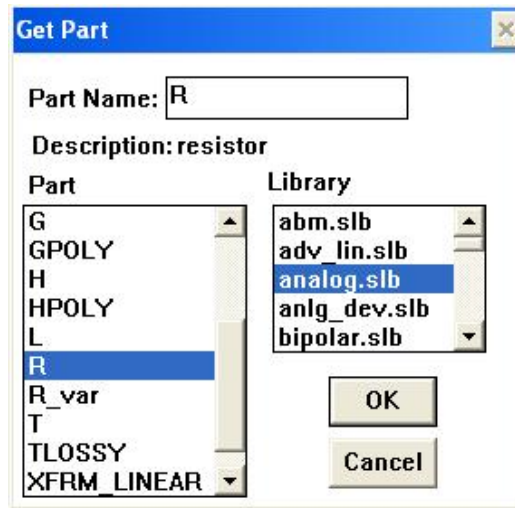 Get Part
Part Name: R
Description: resistor
Part
G
GPOLY
H
HPOLY
L
R
R_var
T
TLOSSY
XFRM_LINEAR
Library
abm.slb
adv_lin.slb
analog.slb
anlg_dev.slb
bipolar.slb
OK
Cancel